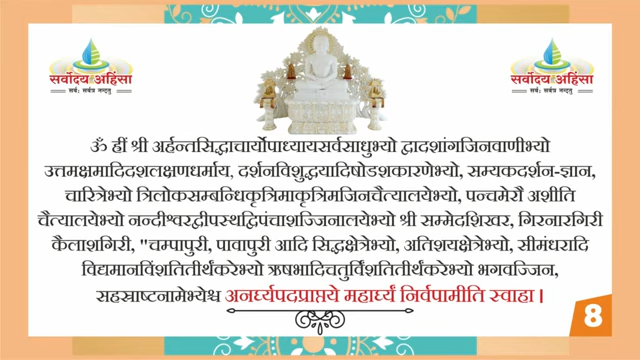 सर्वोदय अहिंसा
सर्वः सर्वत्र नन्दतु
सर्वोदय अहिंसा
सर्वः सर्वत्र नन्दतु
ॐ ह्रीं श्री अर्हन्तसिद्धाचार्योपाध्यायसर्वसाधुभ्यो द्वादशांगजिनवाणीभ्यो
उत्तमक्षमादिदशलक्षणधर्माय, दर्शनविशुद्धयादिषोडशकारणेभ्यो, सम्यकदर्शन-ज्ञान,
चारित्रेभ्यो त्रिलोकसम्बन्धिकृत्रिमाकृत्रिमजिनचैत्यालयेभ्यो, पन्चमेरौ अशीति
चैत्यालयेभ्यो नन्दीश्वरद्वीपस्थद्विपंचाशज्जिनालयेभ्यो श्री सम्मेदशिखर, गिरनारगिरी
कैलाशगिरी, "चम्पापुरी, पावापुरी आदि सिद्धक्षेत्रेभ्यो, अतिशयक्षेत्रेभ्यो, सीमंधरादि
विद्यमानविंशतितीर्थंकरेभ्यो ऋषभादिचतुर्विंशतितीर्थंकरेभ्यो भगवज्जिन,
सहस्राष्टनामेभ्येश्च अनर्घ्यपदप्राप्तये महार्घ्यं निर्वपामीति स्वाहा।
8